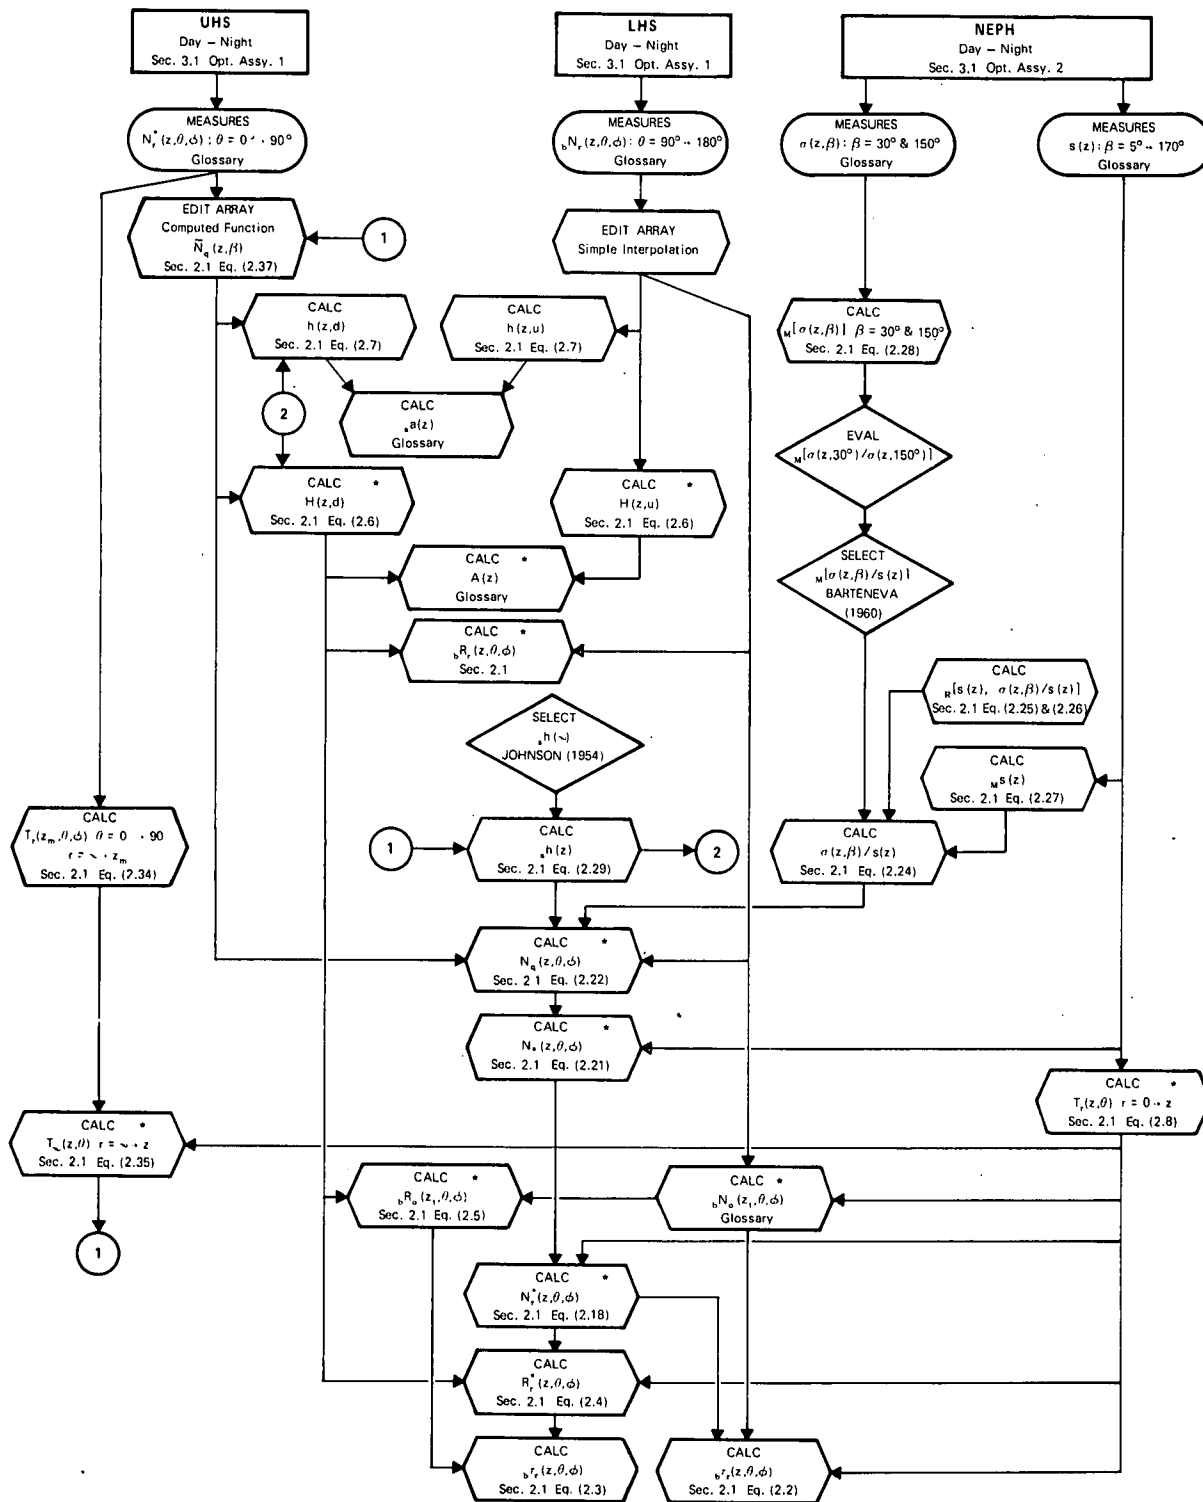 UHS
Day – Night
Sec. 3.1 Opt. Assy. 1
LHS
Day – Night
Sec. 3.1 Opt. Assy. 1
NEPH
Day – Night
Sec. 3.1 Opt. Assy. 2
MEASURES
N*r(z,θ,ϕ): θ = 0° → 90°
Glossary
MEASURES
bNr(z,θ,ϕ): θ = 90° → 180°
Glossary
MEASURES
σ(z,β): β = 30° & 150°
Glossary
MEASURES
s(z): β = 5° → 170°
Glossary
EDIT ARRAY
Computed Function
N̄q(z,β)
Sec. 2.1 Eq. (2.37)
1
EDIT ARRAY
Simple Interpolation
CALC
h(z,d)
Sec. 2.1 Eq. (2.7)
CALC
h(z,u)
Sec. 2.1 Eq. (2.7)
CALC
M[σ(z,β)] β = 30° & 150°
Sec. 2.1 Eq. (2.28)
2
CALC
a(z)
Glossary
EVAL
M[σ(z,30°)/σ(z,150°)]
CALC *
H(z,d)
Sec. 2.1 Eq. (2.6)
CALC *
H(z,u)
Sec. 2.1 Eq. (2.6)
SELECT
M[σ(z,β)/s(z)]
BARTENEVA
(1960)
CALC *
A(z)
Glossary
CALC *
bRr(z,θ,ϕ)
Sec. 2.1
CALC
R[s(z), σ(z,β)/s(z)]
Sec. 2.1 Eq. (2.25) & (2.26)
SELECT
sh(∞)
JOHNSON (1954)
CALC
Ms(z)
Sec. 2.1 Eq. (2.27)
CALC
Tr(zm,θ,ϕ) θ = 0 → 90
r = ∞ → zm
Sec. 2.1 Eq. (2.34)
1
CALC
sh(z)
Sec. 2.1 Eq. (2.29)
2
CALC
σ(z,β)/s(z)
Sec. 2.1 Eq. (2.24)
CALC *
Nq(z,θ,ϕ)
Sec. 2 1 Eq. (2.22)
CALC *
N*(z,θ,ϕ)
Sec. 2.1 Eq. (2.21)
CALC *
Tr(z,θ) r = 0 → z
Sec. 2.1 Eq. (2.8)
CALC *
T∞(z,θ) r = ∞ → z
Sec. 2.1 Eq. (2.35)
CALC *
bRo(z1,θ,ϕ)
Sec. 2.1 Eq. (2.5)
CALC *
bNo(z1,θ,ϕ)
Glossary
1
CALC *
N*r(z,θ,ϕ)
Sec. 2.1 Eq. (2.18)
CALC
R*r(z,θ,ϕ)
Sec. 2.1 Eq. (2.4)
CALC
br r(z,θ,ϕ)
Sec. 2.1 Eq. (2.3)
CALC
br r(z,θ,ϕ)
Sec. 2.1 Eq. (2.2)